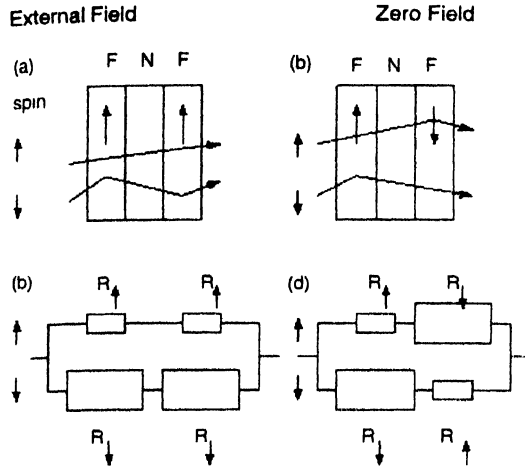 External Field
Zero Field
(a) F N F
(b) F N F
spin
(b) R R
(d) R R
R R
R R